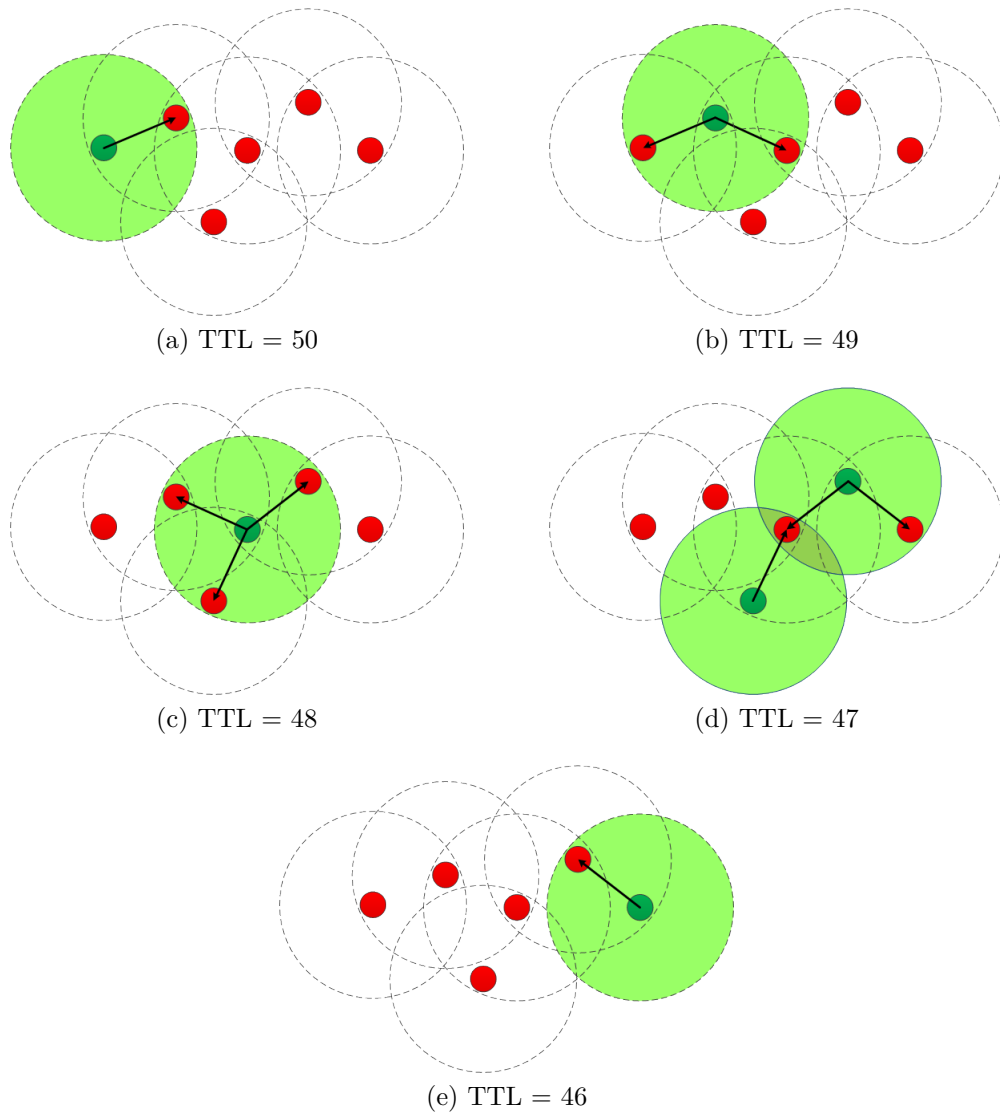 (a) TTL = 50
(b) TTL = 49
(c) TTL = 48
(d) TTL = 47
(e) TTL = 46